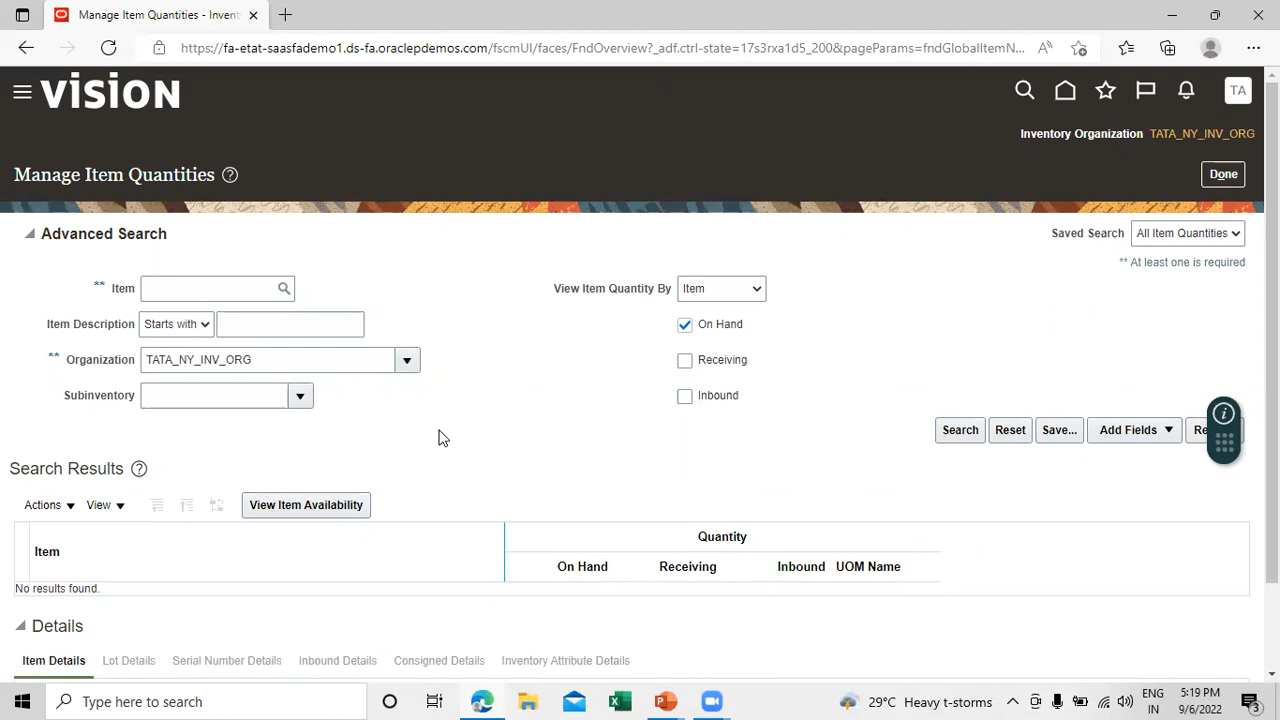 Manage Item Quantities - Invent
https://fa-etat-saasfademo1.ds-fa.oraclepdemos.com/fscmUI/faces/FndOverview?_adf.ctrl-state=17ssrxa1d5_200&pageParams=fndGlobalItemN...
vision
TA
Inventory Organization TATA_NY_INV_ORG
Manage Item Quantities
Done
Advanced Search
Saved Search All Item Quantities
** At least one is required
** Item
View Item Quantity By Item
Item Description Starts with
On Hand
** Organization TATA_NY_INV_ORG
Receiving
Subinventory
Inbound
Search Reset Save... Add Fields Re
Search Results
Actions View View Item Availability
Quantity
Item
On Hand Receiving Inbound UOM Name
No results found.
Details
Item Details Lot Details Serial Number Details Inbound Details Consigned Details Inventory Attribute Details
Type here to search
29°C Heavy t-storms
ENG IN
5:19 PM
9/6/2022
3